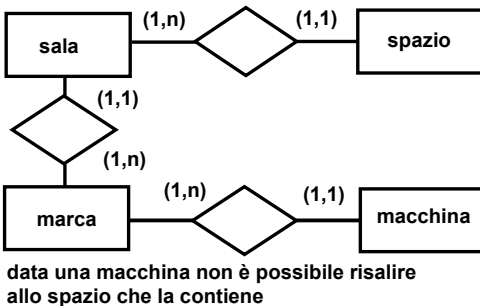 (1,n)
(1,1)
sala
spazio
(1,1)
(1,n)
(1,n)
(1,1)
marca
macchina
data una macchina non è possibile risalire
allo spazio che la contiene